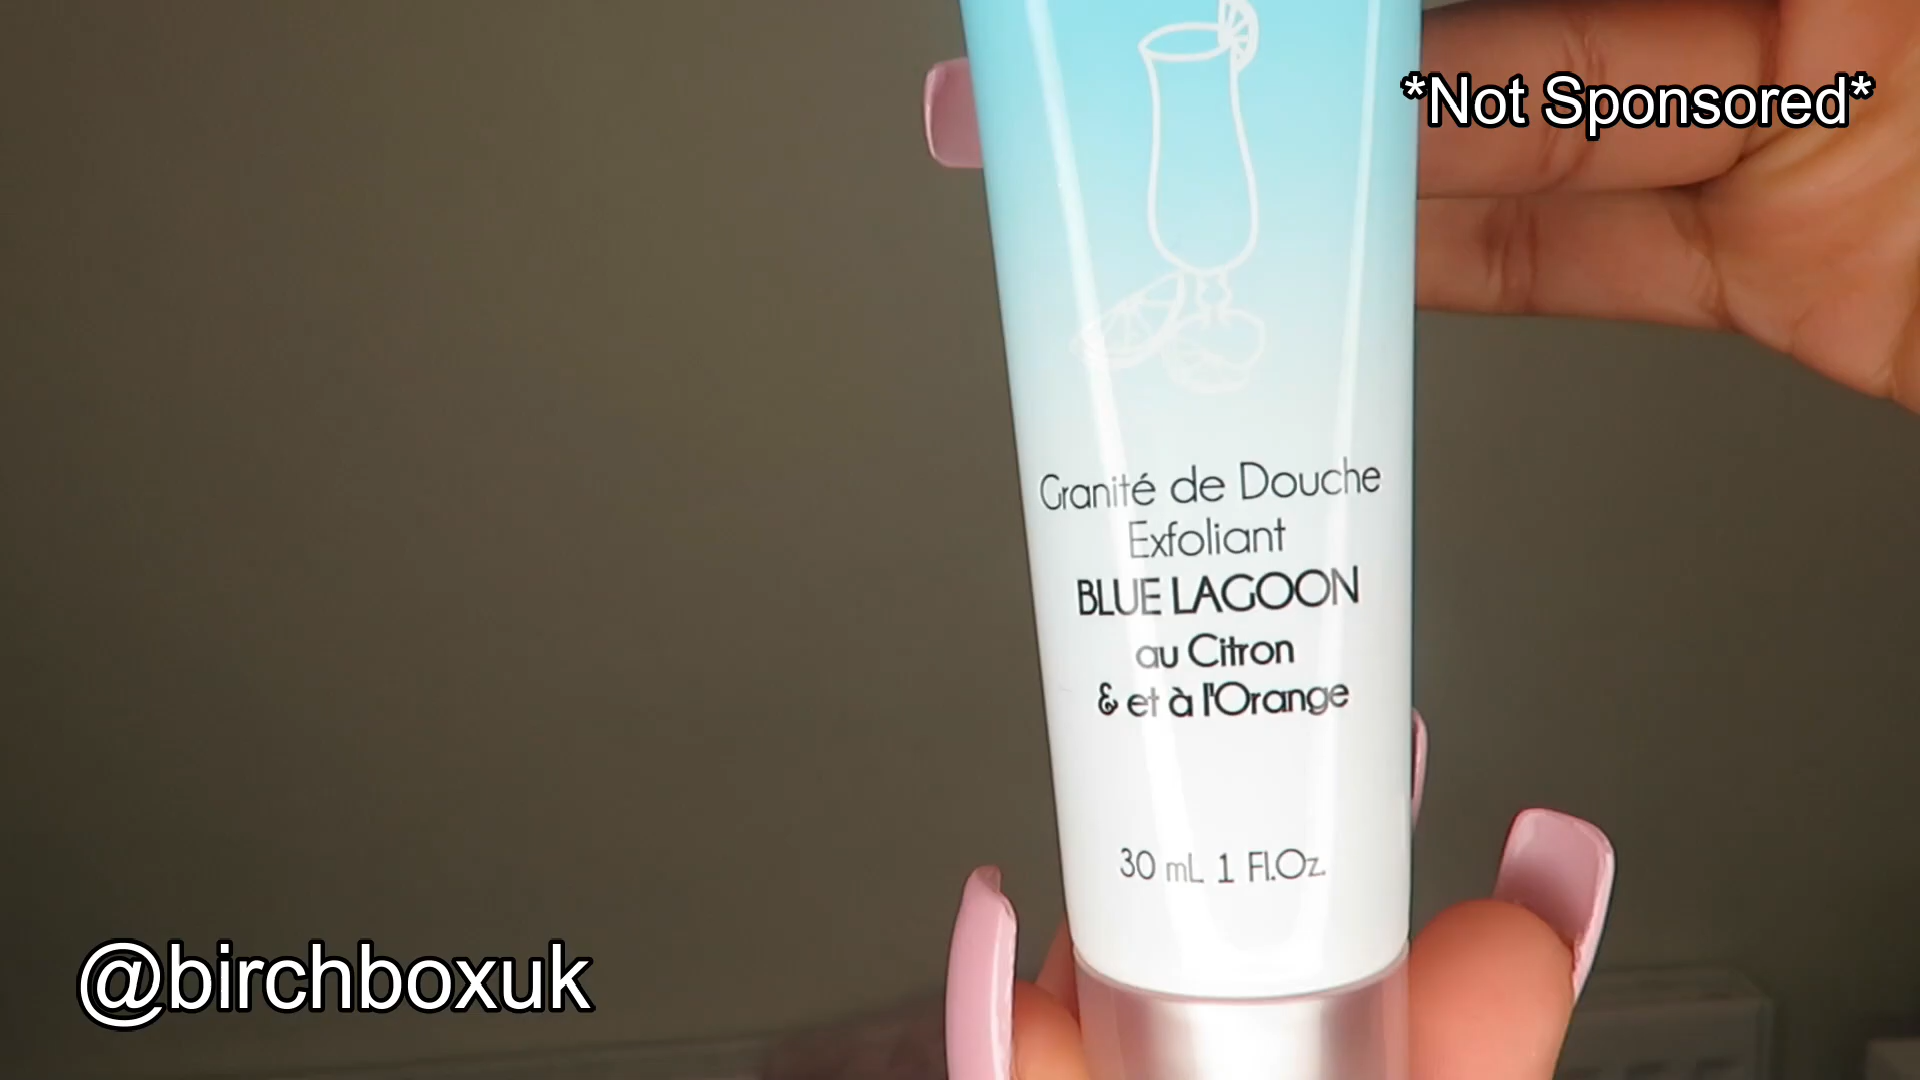 *Not Sponsored*
Granité de Douche
Exfoliant
BLUE LAGOON
au Citron
& et à l'Orange
30 mL 1 Fl.Oz.
@birchboxuk